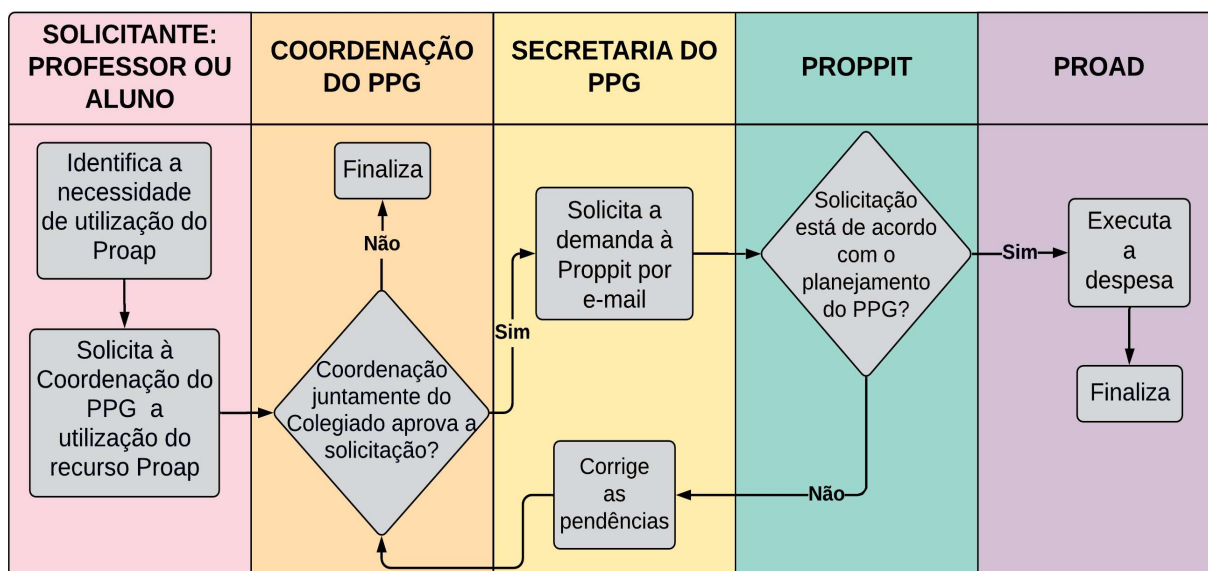 SOLICITANTE:
PROFESSOR OU
ALUNO
COORDENAÇÃO
DO PPG
SECRETARIA DO
PPG
PROPPIT
PROAD
Identifica a
necessidade
de utilização do
Proap
Solicita à
Coordenação do
PPG a
utilização do
recurso Proap
Finaliza
Não
Coordenação
juntamente do
Colegiado aprova a
solicitação?
Sim
Solicita a
demanda à
Proppit por
e-mail
Corrige
as
pendências
Solicitação
está de acordo
com o
planejamento
do PPG?
Não
Sim
Executa
a
despesa
Finaliza